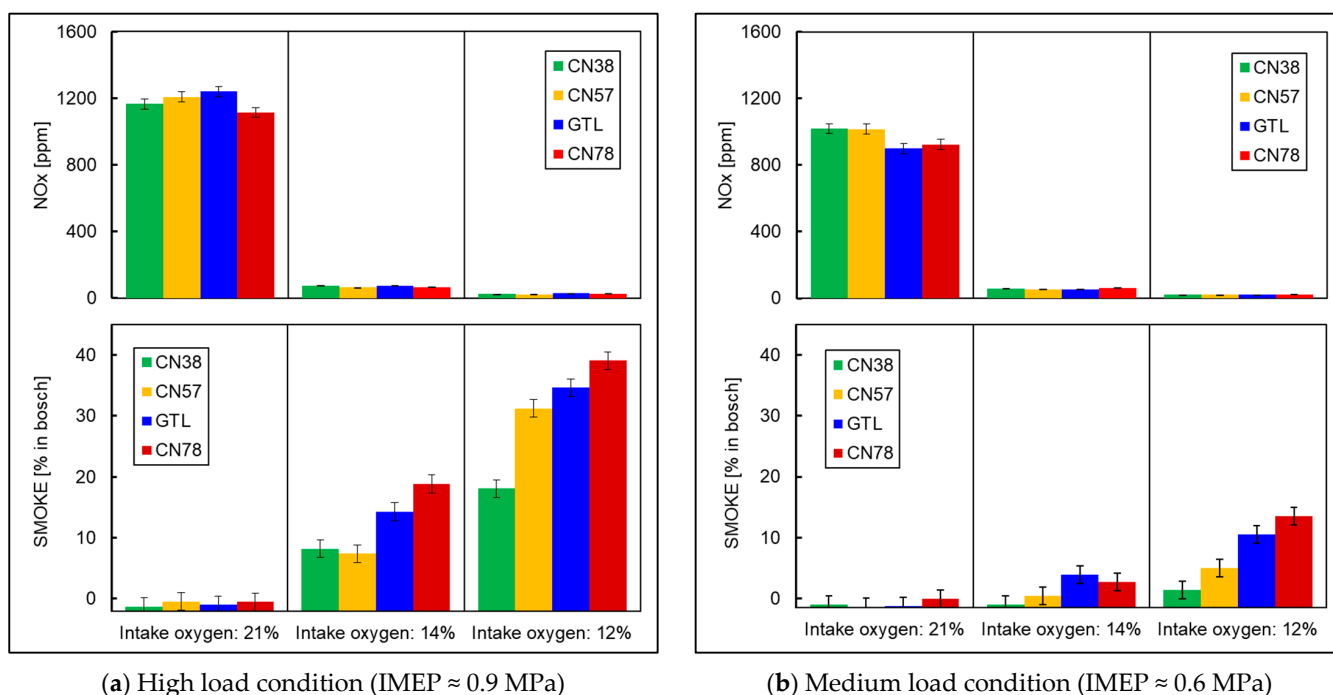 1600
1200
800
400
0
NOx [ppm]
CN38
CN57
GTL
CN78
40
30
20
10
0
SMOKE [% in bosch]
CN38
CN57
GTL
CN78
Intake oxygen: 21%
Intake oxygen: 14%
Intake oxygen: 12%
(a) High load condition (IMEP ≈ 0.9 MPa)
1600
1200
800
400
0
NOx [ppm]
CN38
CN57
GTL
CN78
40
30
20
10
0
SMOKE [% in bosch]
CN38
CN57
GTL
CN78
Intake oxygen: 21%
Intake oxygen: 14%
Intake oxygen: 12%
(b) Medium load condition (IMEP ≈ 0.6 MPa)